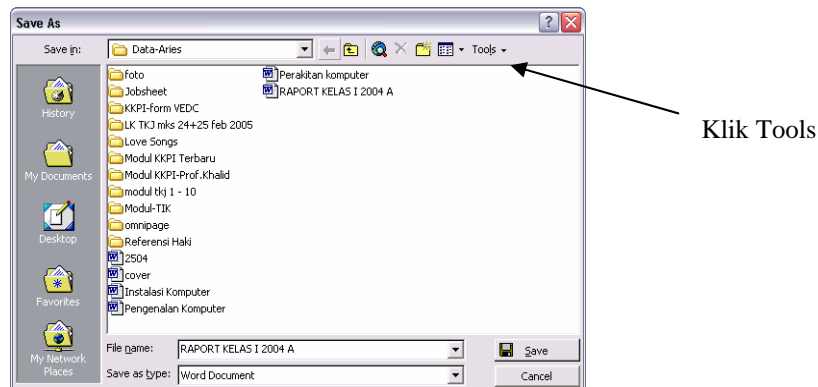 Save As
Save in:
Data-Aries
Tools
History
My Documents
Desktop
Favorites
My Network
Places
foto
Jobsheet
KKPI-form VEDC
LK TKJ mks 24+25 feb 2005
Love Songs
Modul KKPI Terbaru
Modul KKPI-Prof.Khalid
modul tkj 1 - 10
Modul-TIK
omnipage
Referensi Haki
2504
cover
Instalasi Komputer
Pengenalan Komputer
Perakitan komputer
RAPORT KELAS I 2004 A
File name:
RAPORT KELAS I 2004 A
Save
Save as type:
Word Document
Cancel
Klik Tools